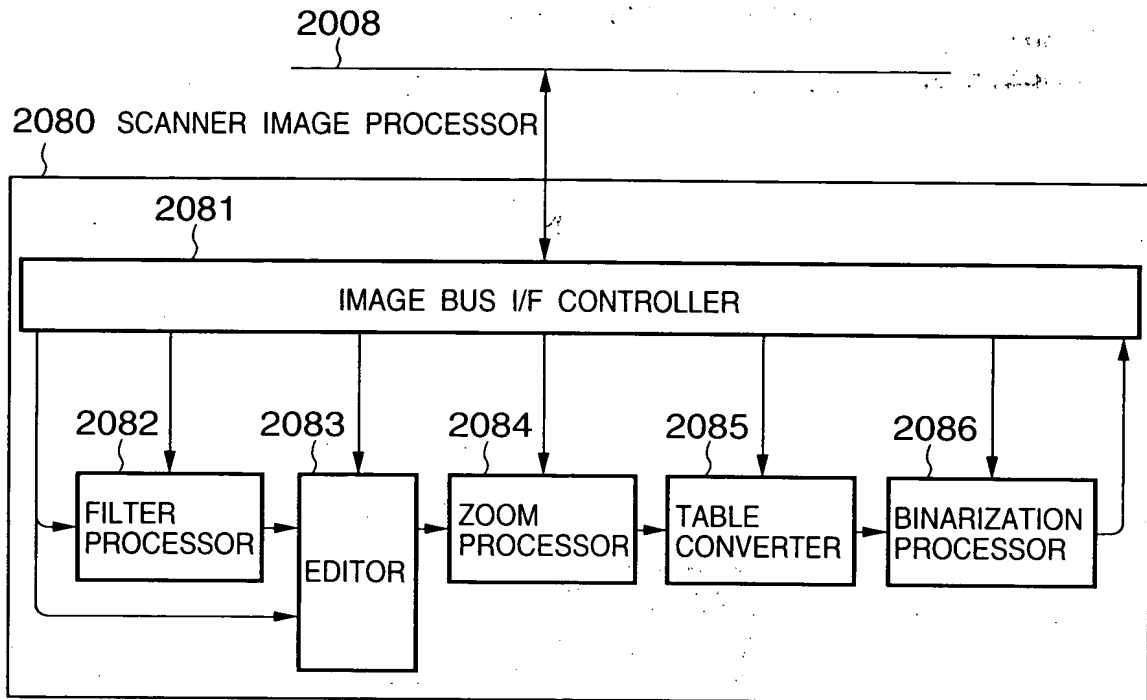 2008
2080 SCANNER IMAGE PROCESSOR
2081
IMAGE BUS I/F CONTROLLER
2082
2083
2084
2085
2086
FILTER
PROCESSOR
EDITOR
ZOOM
PROCESSOR
TABLE
CONVERTER
BINARIZATION
PROCESSOR